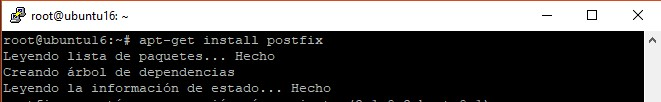 root@ubuntu16: ~
root@ubuntu16:~# apt-get install postfix
Leyendo lista de paquetes... Hecho
Creando árbol de dependencias
Leyendo la información de estado... Hecho